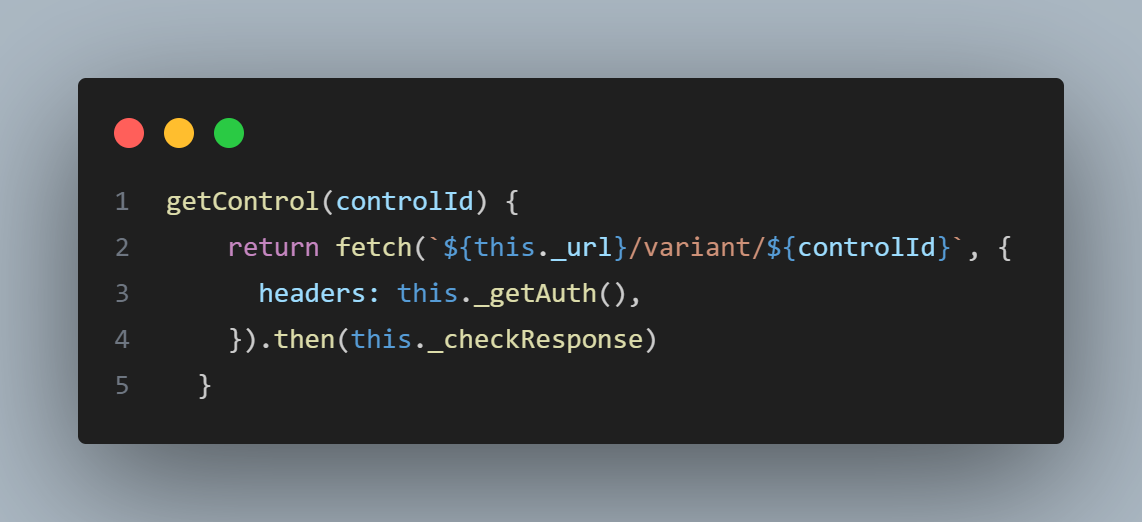 1 getControl(controlId) {
2     return fetch(`${this._url}/variant/${controlId}`, {
3       headers: this._getAuth(),
4     }).then(this._checkResponse)
5   }